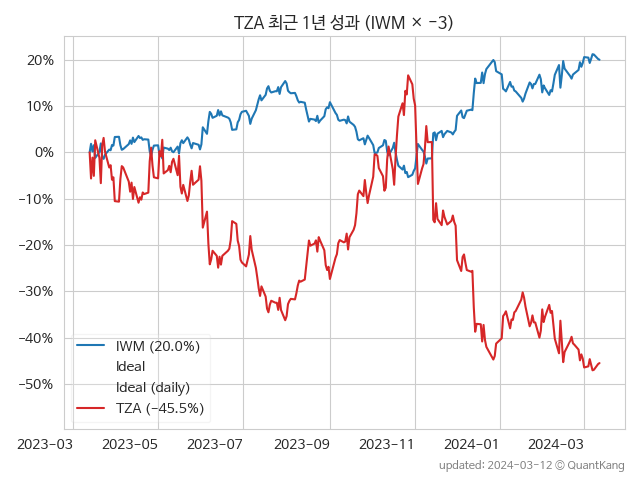 TZA 최근 1년 성과 (IWM × −3)
20%
10%
0%
−10%
−20%
−30%
−40%
−50%
IWM (20.0%)
Ideal
Ideal (daily)
TZA (−45.5%)
2023−03 2023−05 2023−07 2023−09 2023−11 2024−01 2024−03
updated: 2024-03-12 © QuantKang